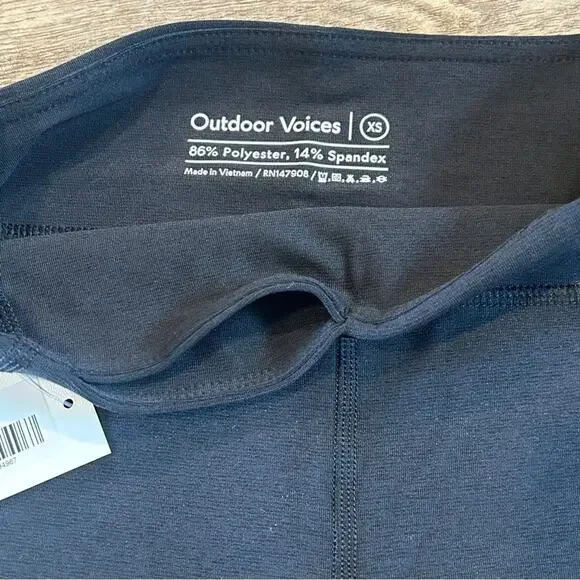 Outdoor Voices | XS
86% Polyester, 14% Spandex
Made in Vietnam / RN147908 /